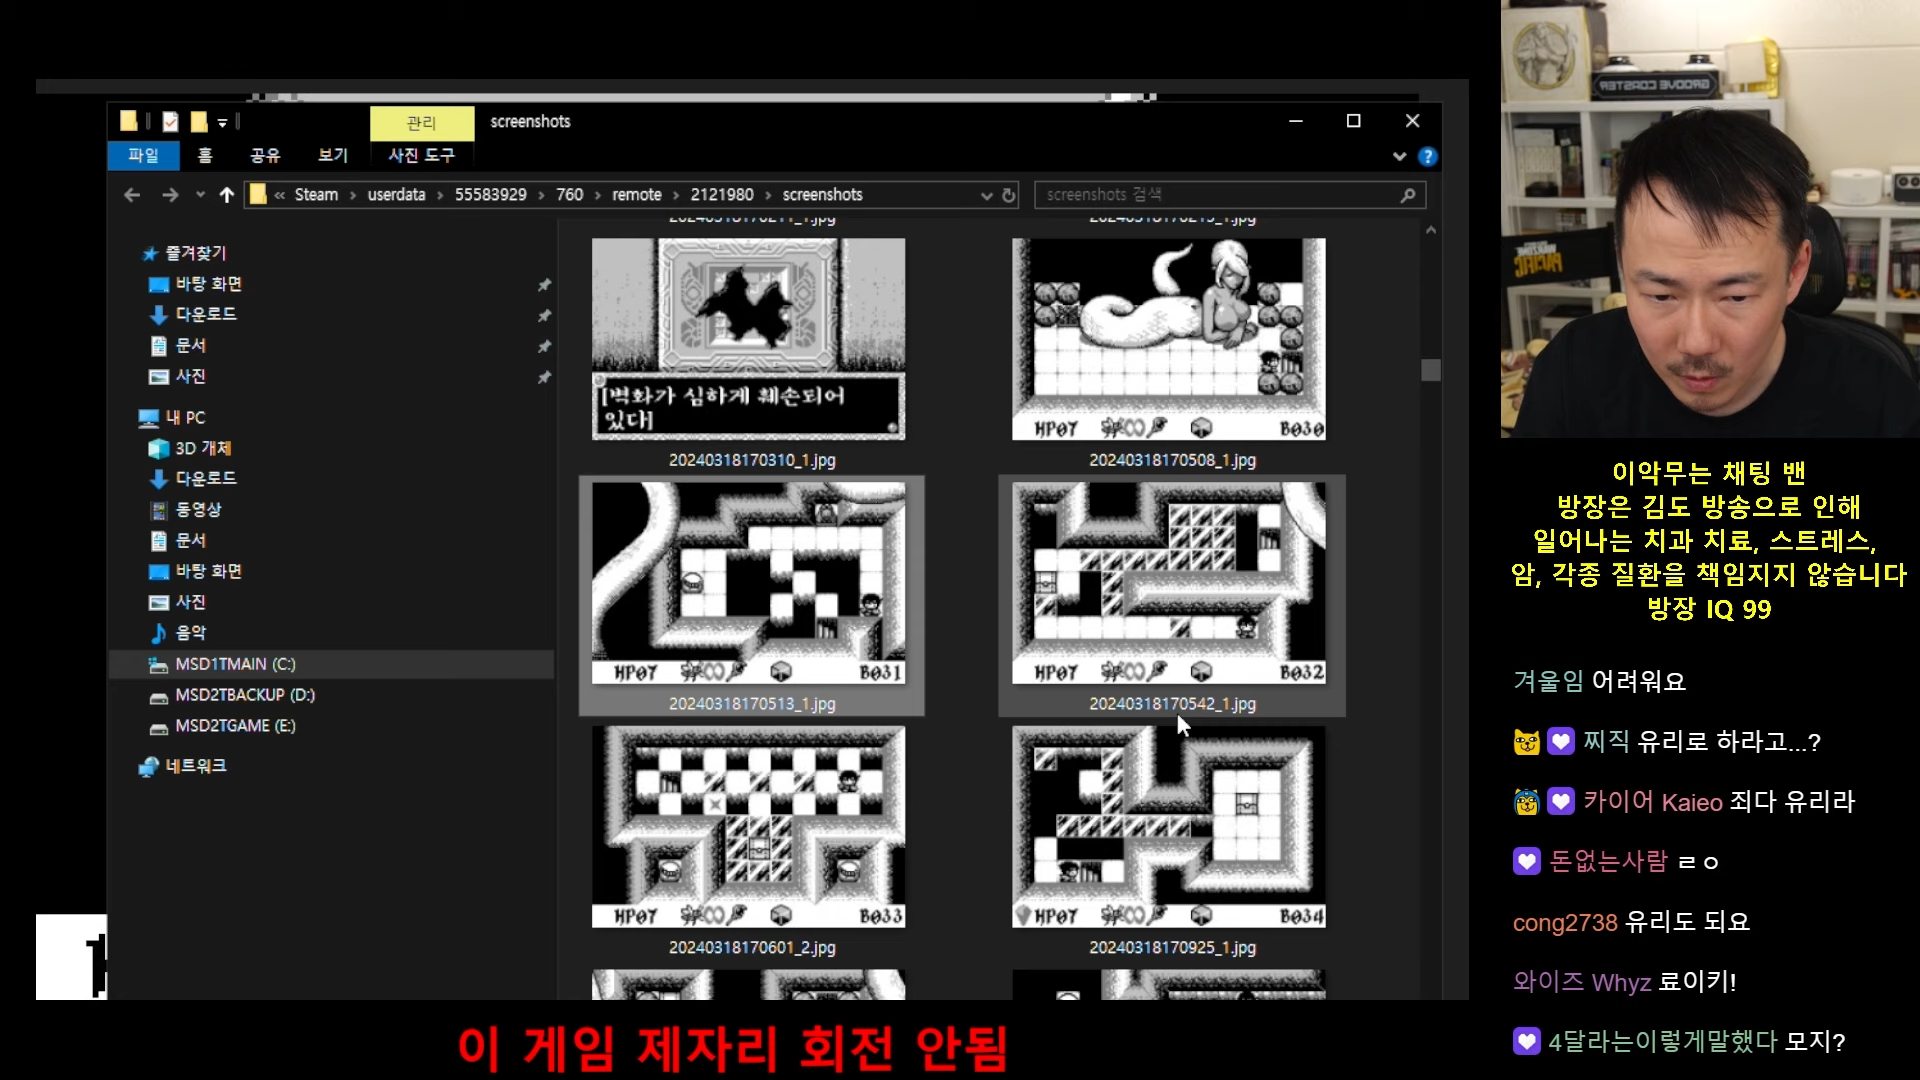 관리
screenshots
파일
홈
공유
보기
사진 도구
« Steam › userdata › 55583929 › 760 › remote › 2121980 › screenshots
screenshots 검색
즐겨찾기
바탕 화면
다운로드
문서
사진
내 PC
3D 개체
다운로드
동영상
문서
바탕 화면
사진
음악
MSD1TMAIN (C:)
MSD2TBACKUP (D:)
MSD2TGAME (E:)
네트워크
[벽화가 심하게 훼손되어
있다]
20240318170310_1.jpg
HP07
B030
20240318170508_1.jpg
HP07
B031
20240318170513_1.jpg
HP07
B032
20240318170542_1.jpg
HP07
B033
20240318170601_2.jpg
HP07
B034
20240318170925_1.jpg
이 게임 제자리 회전 안됨
이악무는 채팅 밴
방장은 김도 방송으로 인해
일어나는 치과 치료, 스트레스,
암, 각종 질환을 책임지지 않습니다
방장 IQ 99
겨울임 어려워요
찌직 유리로 하라고...?
카이어 Kaieo 죄다 유리라
돈없는사람 ㄹㅇ
cong2738 유리도 되요
와이즈 Whyz 료이키!
4달라는이렇게말했다 모지?